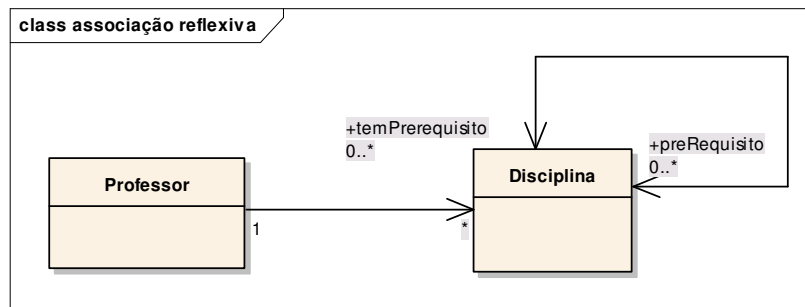 class associação reflexiva
+temPrerequisito
0..*
+preRequisito
0..*
Professor
Disciplina
1
*